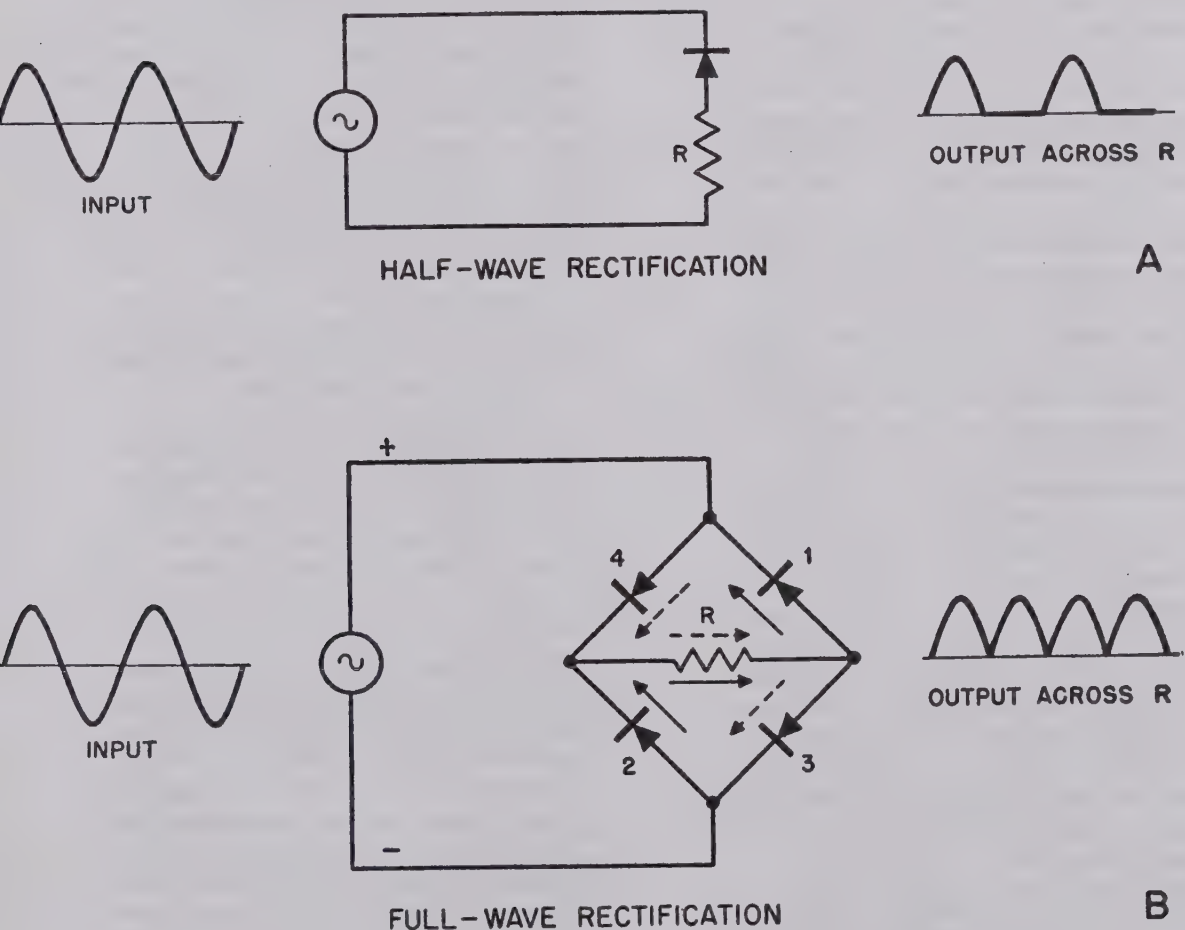 INPUT
R
OUTPUT ACROSS R
HALF-WAVE RECTIFICATION
A
+
4
1
R
INPUT
2
3
OUTPUT ACROSS R
−
FULL-WAVE RECTIFICATION
B